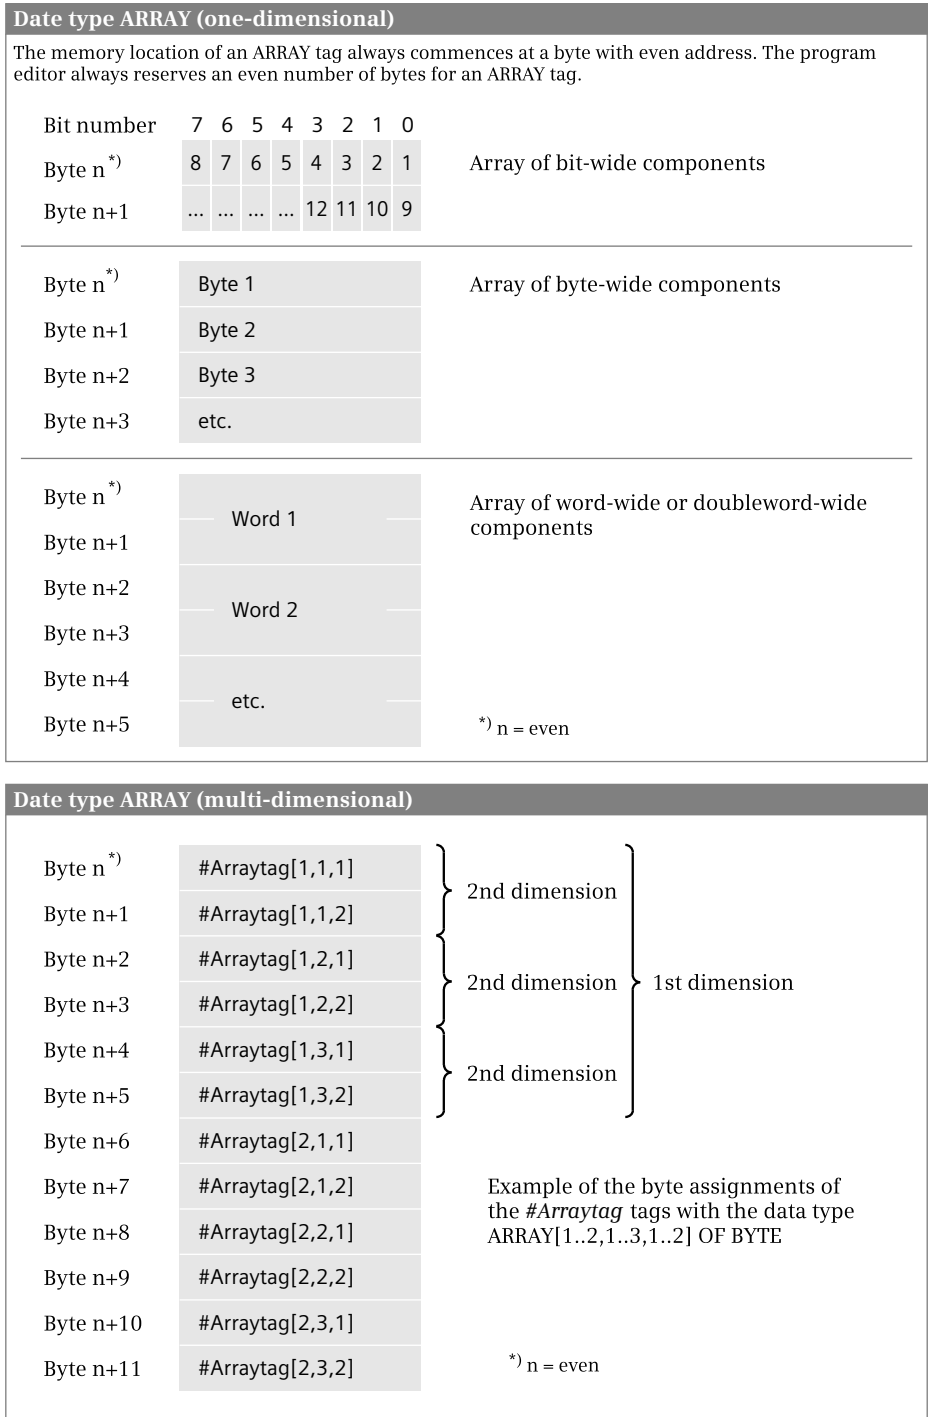 Date type ARRAY (one-dimensional)
The memory location of an ARRAY tag always commences at a byte with even address. The program
editor always reserves an even number of bytes for an ARRAY tag.
Bit number 7 6 5 4 3 2 1 0
Byte n*) 8 7 6 5 4 3 2 1 Array of bit-wide components
Byte n+1 ... ... ... ... 12 11 10 9
Byte n*) Byte 1 Array of byte-wide components
Byte n+1 Byte 2
Byte n+2 Byte 3
Byte n+3 etc.
Byte n*)
Word 1
Byte n+1
Array of word-wide or doubleword-wide
components
Byte n+2
Word 2
Byte n+3
Byte n+4
etc.
Byte n+5
*) n = even
Date type ARRAY (multi-dimensional)
Byte n*) #Arraytag[1,1,1]
2nd dimension
Byte n+1 #Arraytag[1,1,2]
Byte n+2 #Arraytag[1,2,1]
2nd dimension 1st dimension
Byte n+3 #Arraytag[1,2,2]
Byte n+4 #Arraytag[1,3,1]
2nd dimension
Byte n+5 #Arraytag[1,3,2]
Byte n+6 #Arraytag[2,1,1]
Byte n+7 #Arraytag[2,1,2]
Byte n+8 #Arraytag[2,2,1]
Example of the byte assignments of
the #Arraytag tags with the data type
ARRAY[1..2,1..3,1..2] OF BYTE
Byte n+9 #Arraytag[2,2,2]
Byte n+10 #Arraytag[2,3,1]
Byte n+11 #Arraytag[2,3,2]
*) n = even